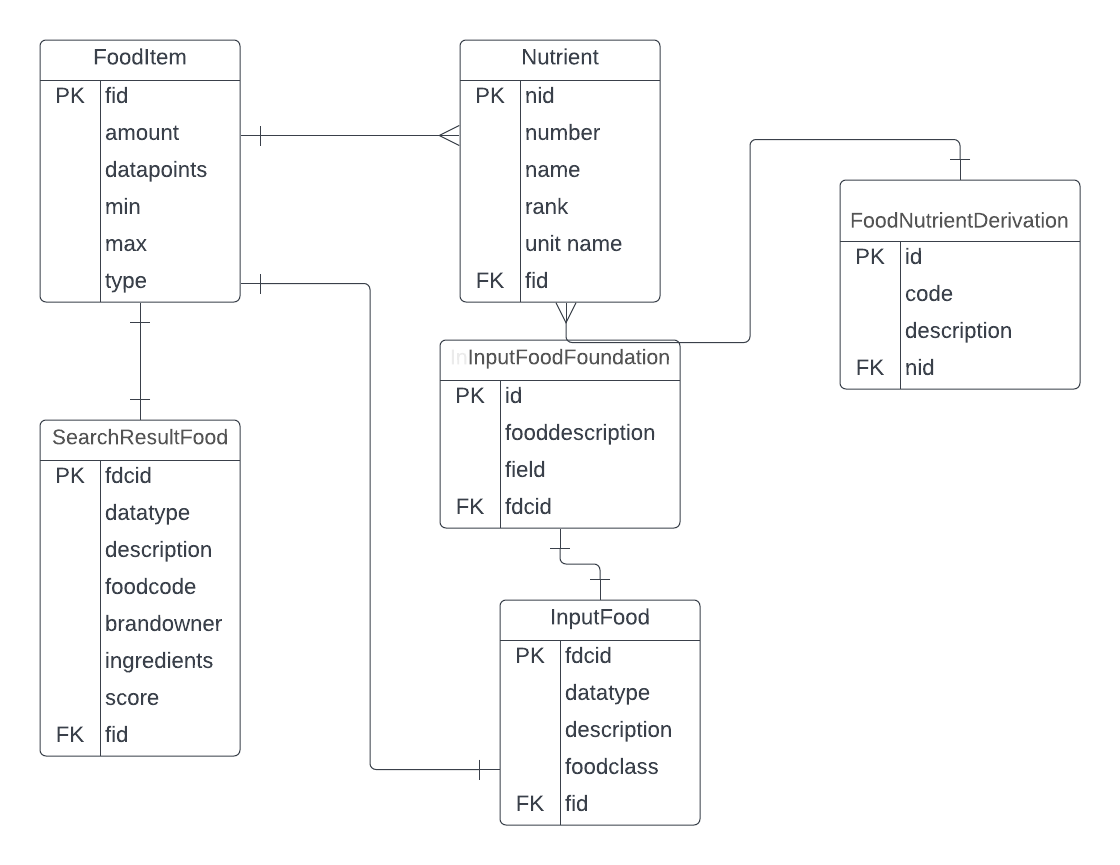 FoodItem
PK fid
amount
datapoints
min
max
type
Nutrient
PK nid
number
name
rank
unit name
FK fid
FoodNutrientDerivation
PK id
code
description
FK nid
InInputFoodFoundation
PK id
fooddescription
field
FK fdcid
SearchResultFood
PK fdcid
datatype
description
foodcode
brandowner
ingredients
score
FK fid
InputFood
PK fdcid
datatype
description
foodclass
FK fid